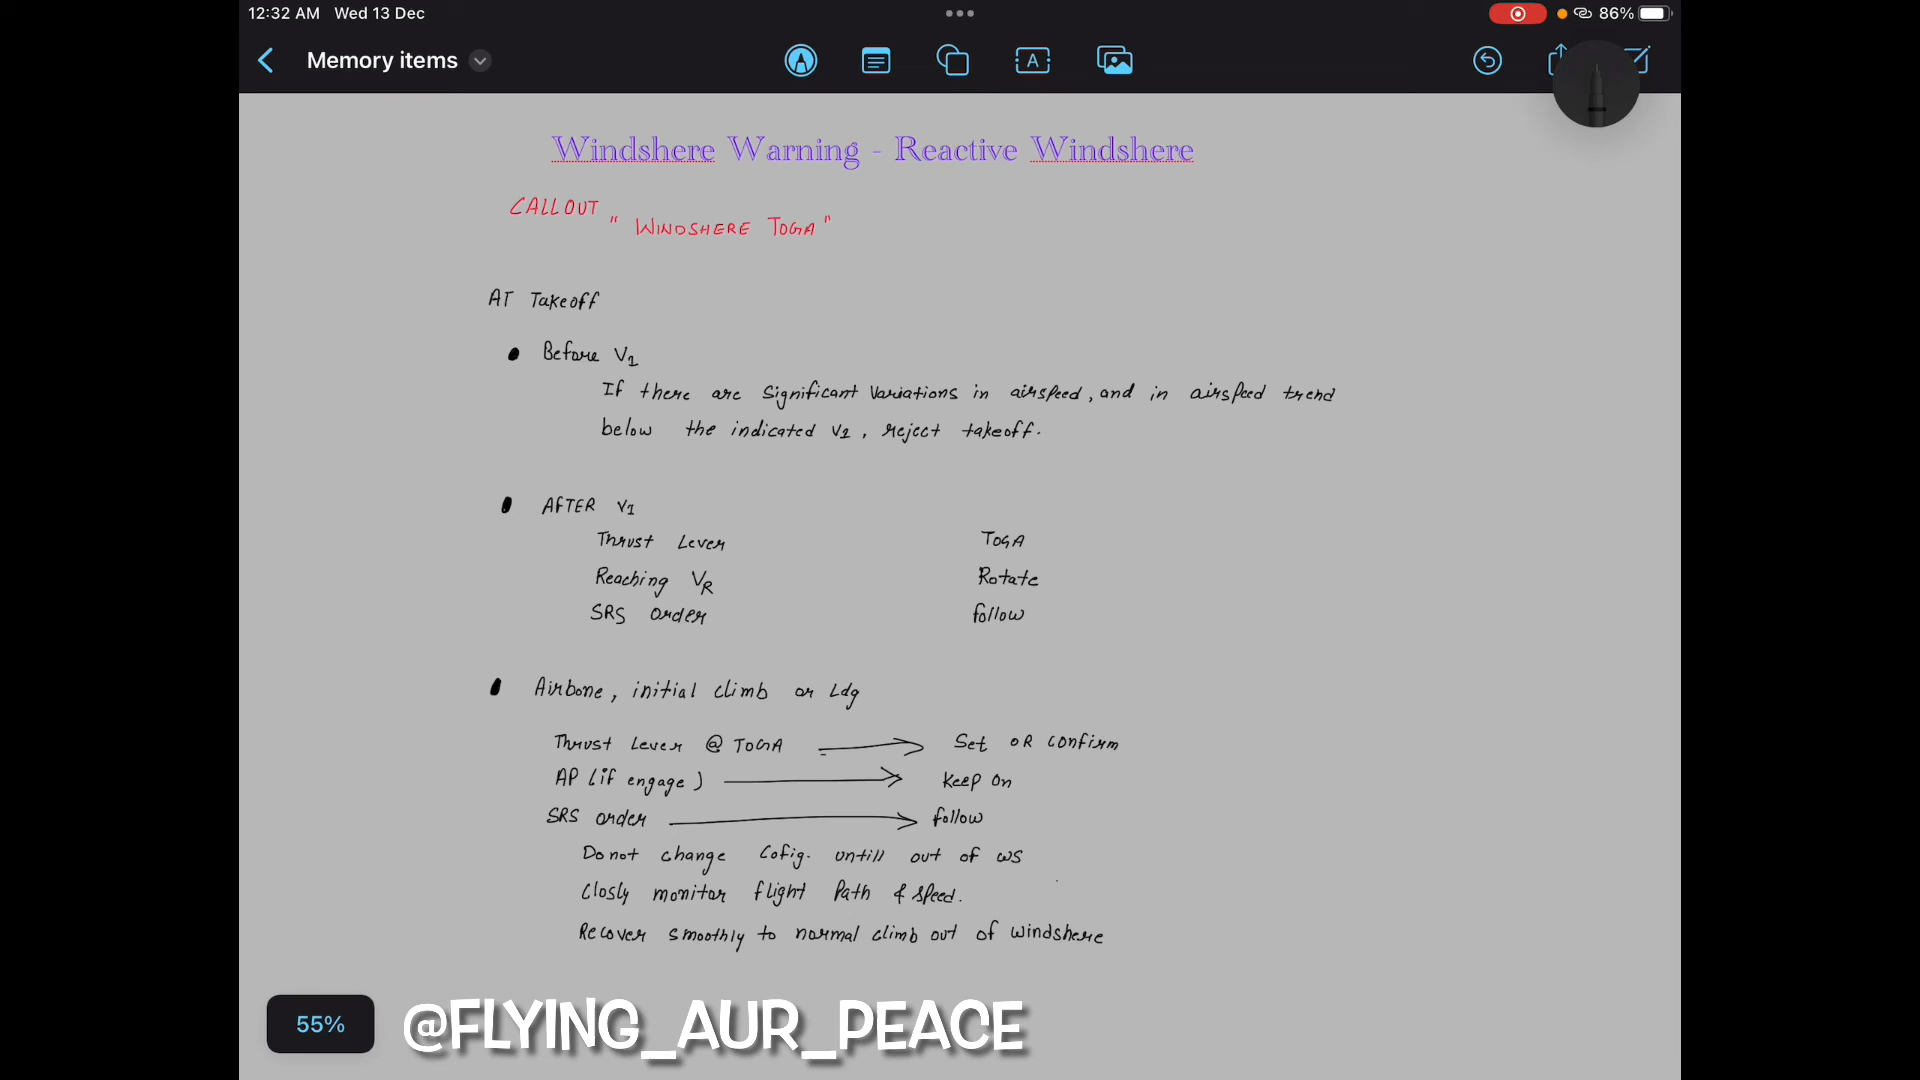 12:32 AM Wed 13 Dec
86%
Memory items
A
Windshere Warning - Reactive Windshere
CALLOUT
" WINDSHERE TOGA"
AT Takeoff
Before V1
If there are significant variations in airspeed, and in airspeed trend
below the indicated V1, reject takeoff.
AFTER V1
Thrust Lever TOGA
Reaching VR Rotate
SRS order follow
Airbone, initial climb or Ldg
Thrust Lever @ TOGA Set OR confirm
AP (if engage) Keep On
SRS order follow
Do not change Cofig. untill out of WS
Closly monitor flight Path & speed.
Recover smoothly to normal climb out of windshere
55%
@FLYING_AUR_PEACE